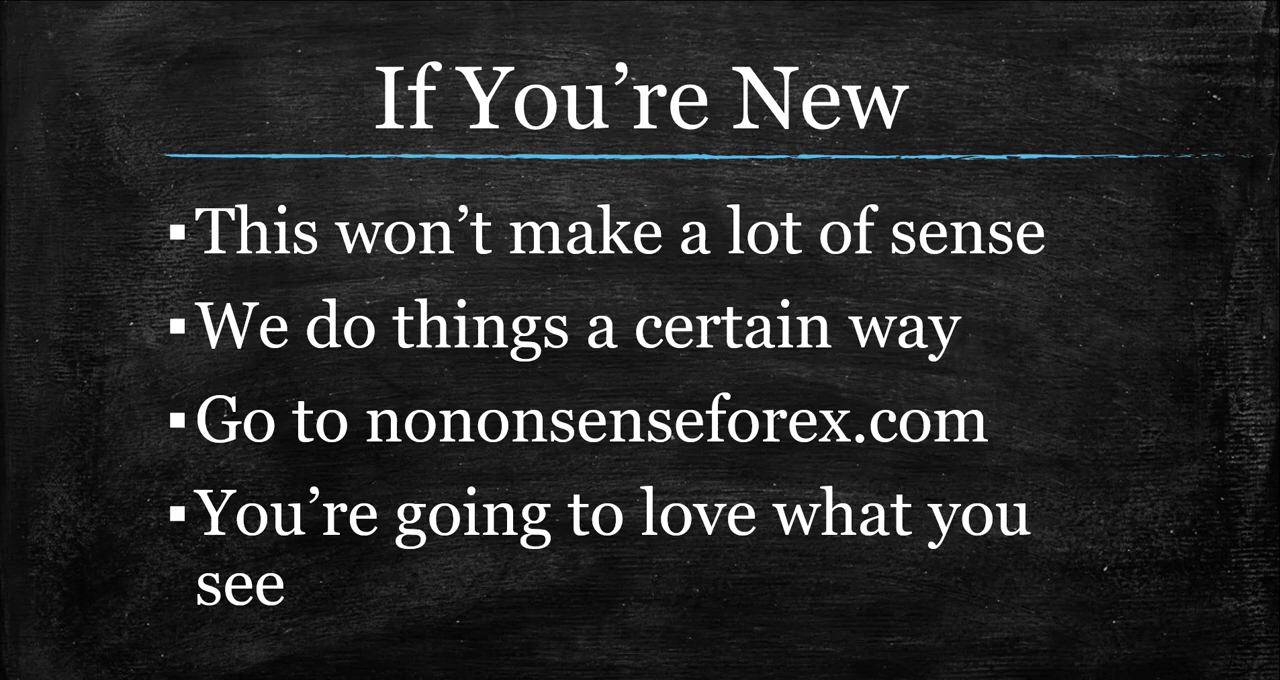 If You’re New
▪This won’t make a lot of sense
▪We do things a certain way
▪Go to nononsenseforex.com
▪You’re going to love what you
see